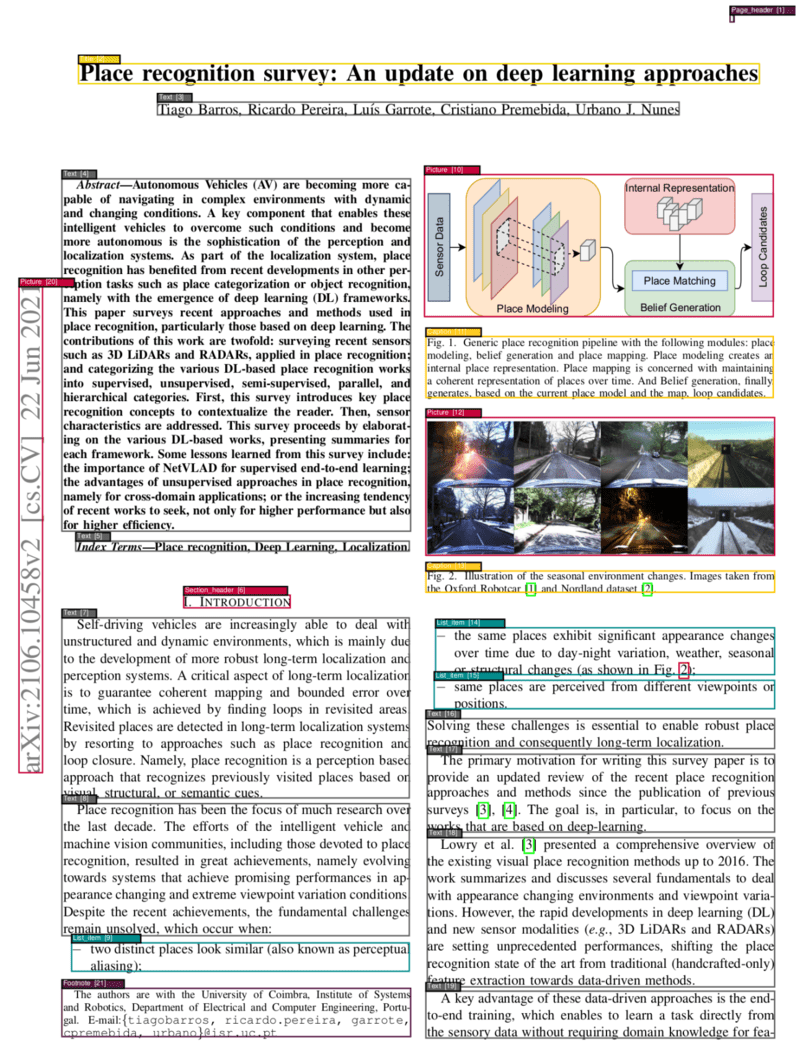 Page_header [1]
Title [2]
Place recognition survey: An update on deep learning approaches
Text [3]
Tiago Barros, Ricardo Pereira, Luís Garrote, Cristiano Premebida, Urbano J. Nunes
Picture [20]
arXiv:2106.10458v2 [cs.CV] 22 Jun 2021
Text [4]
Abstract—Autonomous Vehicles (AV) are becoming more ca-
pable of navigating in complex environments with dynamic
and changing conditions. A key component that enables these
intelligent vehicles to overcome such conditions and become
more autonomous is the sophistication of the perception and
localization systems. As part of the localization system, place
recognition has benefited from recent developments in other per-
ception tasks such as place categorization or object recognition,
namely with the emergence of deep learning (DL) frameworks.
This paper surveys recent approaches and methods used in
place recognition, particularly those based on deep learning. The
contributions of this work are twofold: surveying recent sensors
such as 3D LiDARs and RADARs, applied in place recognition;
and categorizing the various DL-based place recognition works
into supervised, unsupervised, semi-supervised, parallel, and
hierarchical categories. First, this survey introduces key place
recognition concepts to contextualize the reader. Then, sensor
characteristics are addressed. This survey proceeds by elaborat-
ing on the various DL-based works, presenting summaries for
each framework. Some lessons learned from this survey include:
the importance of NetVLAD for supervised end-to-end learning;
the advantages of unsupervised approaches in place recognition,
namely for cross-domain applications; or the increasing tendency
of recent works to seek, not only for higher performance but also
for higher efficiency.
Text [5]
Index Terms—Place recognition, Deep Learning, Localization
Section_header [6]
I. INTRODUCTION
Text [7]
Self-driving vehicles are increasingly able to deal with
unstructured and dynamic environments, which is mainly due
to the development of more robust long-term localization and
perception systems. A critical aspect of long-term localization
is to guarantee coherent mapping and bounded error over
time, which is achieved by finding loops in revisited areas.
Revisited places are detected in long-term localization systems
by resorting to approaches such as place recognition and
loop closure. Namely, place recognition is a perception based
approach that recognizes previously visited places based on
visual, structural, or semantic cues.
Text [8]
Place recognition has been the focus of much research over
the last decade. The efforts of the intelligent vehicle and
machine vision communities, including those devoted to place
recognition, resulted in great achievements, namely evolving
towards systems that achieve promising performances in ap-
pearance changing and extreme viewpoint variation conditions.
Despite the recent achievements, the fundamental challenges
remain unsolved, which occur when:
List_item [9]
– two distinct places look similar (also known as perceptual
aliasing);
Footnote [21]
The authors are with the University of Coimbra, Institute of Systems
and Robotics, Department of Electrical and Computer Engineering, Portu-
gal. E-mail:{tiagobarros, ricardo.pereira, garrote,
cpremebida, urbano}@isr.uc.pt
Picture [10]
Sensor Data
Place Modeling
Internal Representation
Place Matching
Belief Generation
Loop Candidates
Caption [11]
Fig. 1. Generic place recognition pipeline with the following modules: place
modeling, belief generation and place mapping. Place modeling creates an
internal place representation. Place mapping is concerned with maintaining
a coherent representation of places over time. And Belief generation, finally
generates, based on the current place model and the map, loop candidates.
Picture [12]
Caption [13]
Fig. 2. Illustration of the seasonal environment changes. Images taken from
the Oxford Robotcar [1] and Nordland dataset [2]
List_item [14]
– the same places exhibit significant appearance changes
over time due to day-night variation, weather, seasonal
or structural changes (as shown in Fig. 2);
List_item [15]
– same places are perceived from different viewpoints or
positions.
Text [16]
Solving these challenges is essential to enable robust place
recognition and consequently long-term localization.
Text [17]
The primary motivation for writing this survey paper is to
provide an updated review of the recent place recognition
approaches and methods since the publication of previous
surveys [3], [4]. The goal is, in particular, to focus on the
works that are based on deep-learning.
Text [18]
Lowry et al. [3] presented a comprehensive overview of
the existing visual place recognition methods up to 2016. The
work summarizes and discusses several fundamentals to deal
with appearance changing environments and viewpoint varia-
tions. However, the rapid developments in deep learning (DL)
and new sensor modalities (e.g., 3D LiDARs and RADARs)
are setting unprecedented performances, shifting the place
recognition state of the art from traditional (handcrafted-only)
feature extraction towards data-driven methods.
Text [19]
A key advantage of these data-driven approaches is the end-
to-end training, which enables to learn a task directly from
the sensory data without requiring domain knowledge for fea-